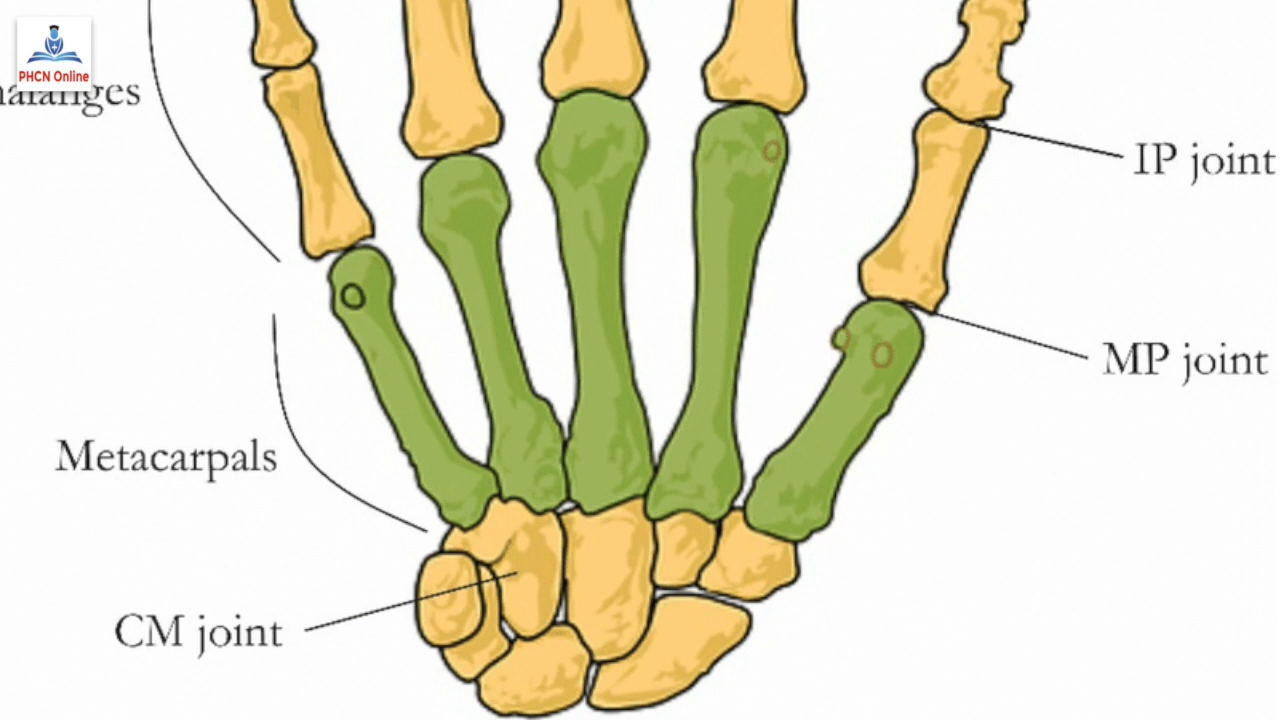 PHCN Online
IP joint
MP joint
Metacarpals
CM joint